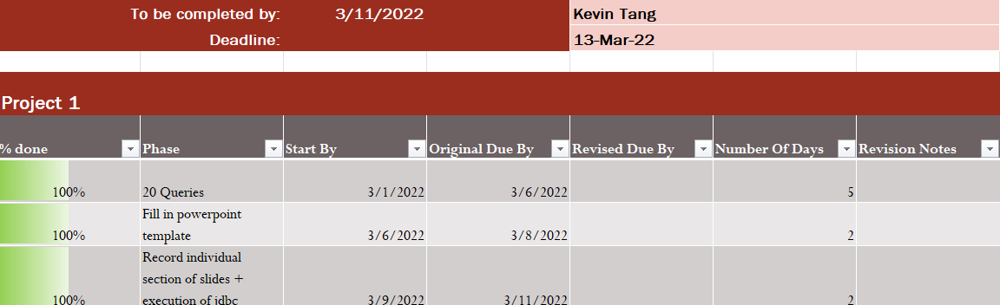 To be completed by: 3/11/2022 Kevin Tang
Deadline: 13-Mar-22
Project 1
% done Phase Start By Original Due By Revised Due By Number Of Days Revision Notes
100% 20 Queries 3/1/2022 3/6/2022 5
Fill in powerpoint
100% template 3/6/2022 3/8/2022 2
Record individual
section of slides +
100% execution of jdbc 3/9/2022 3/11/2022 2